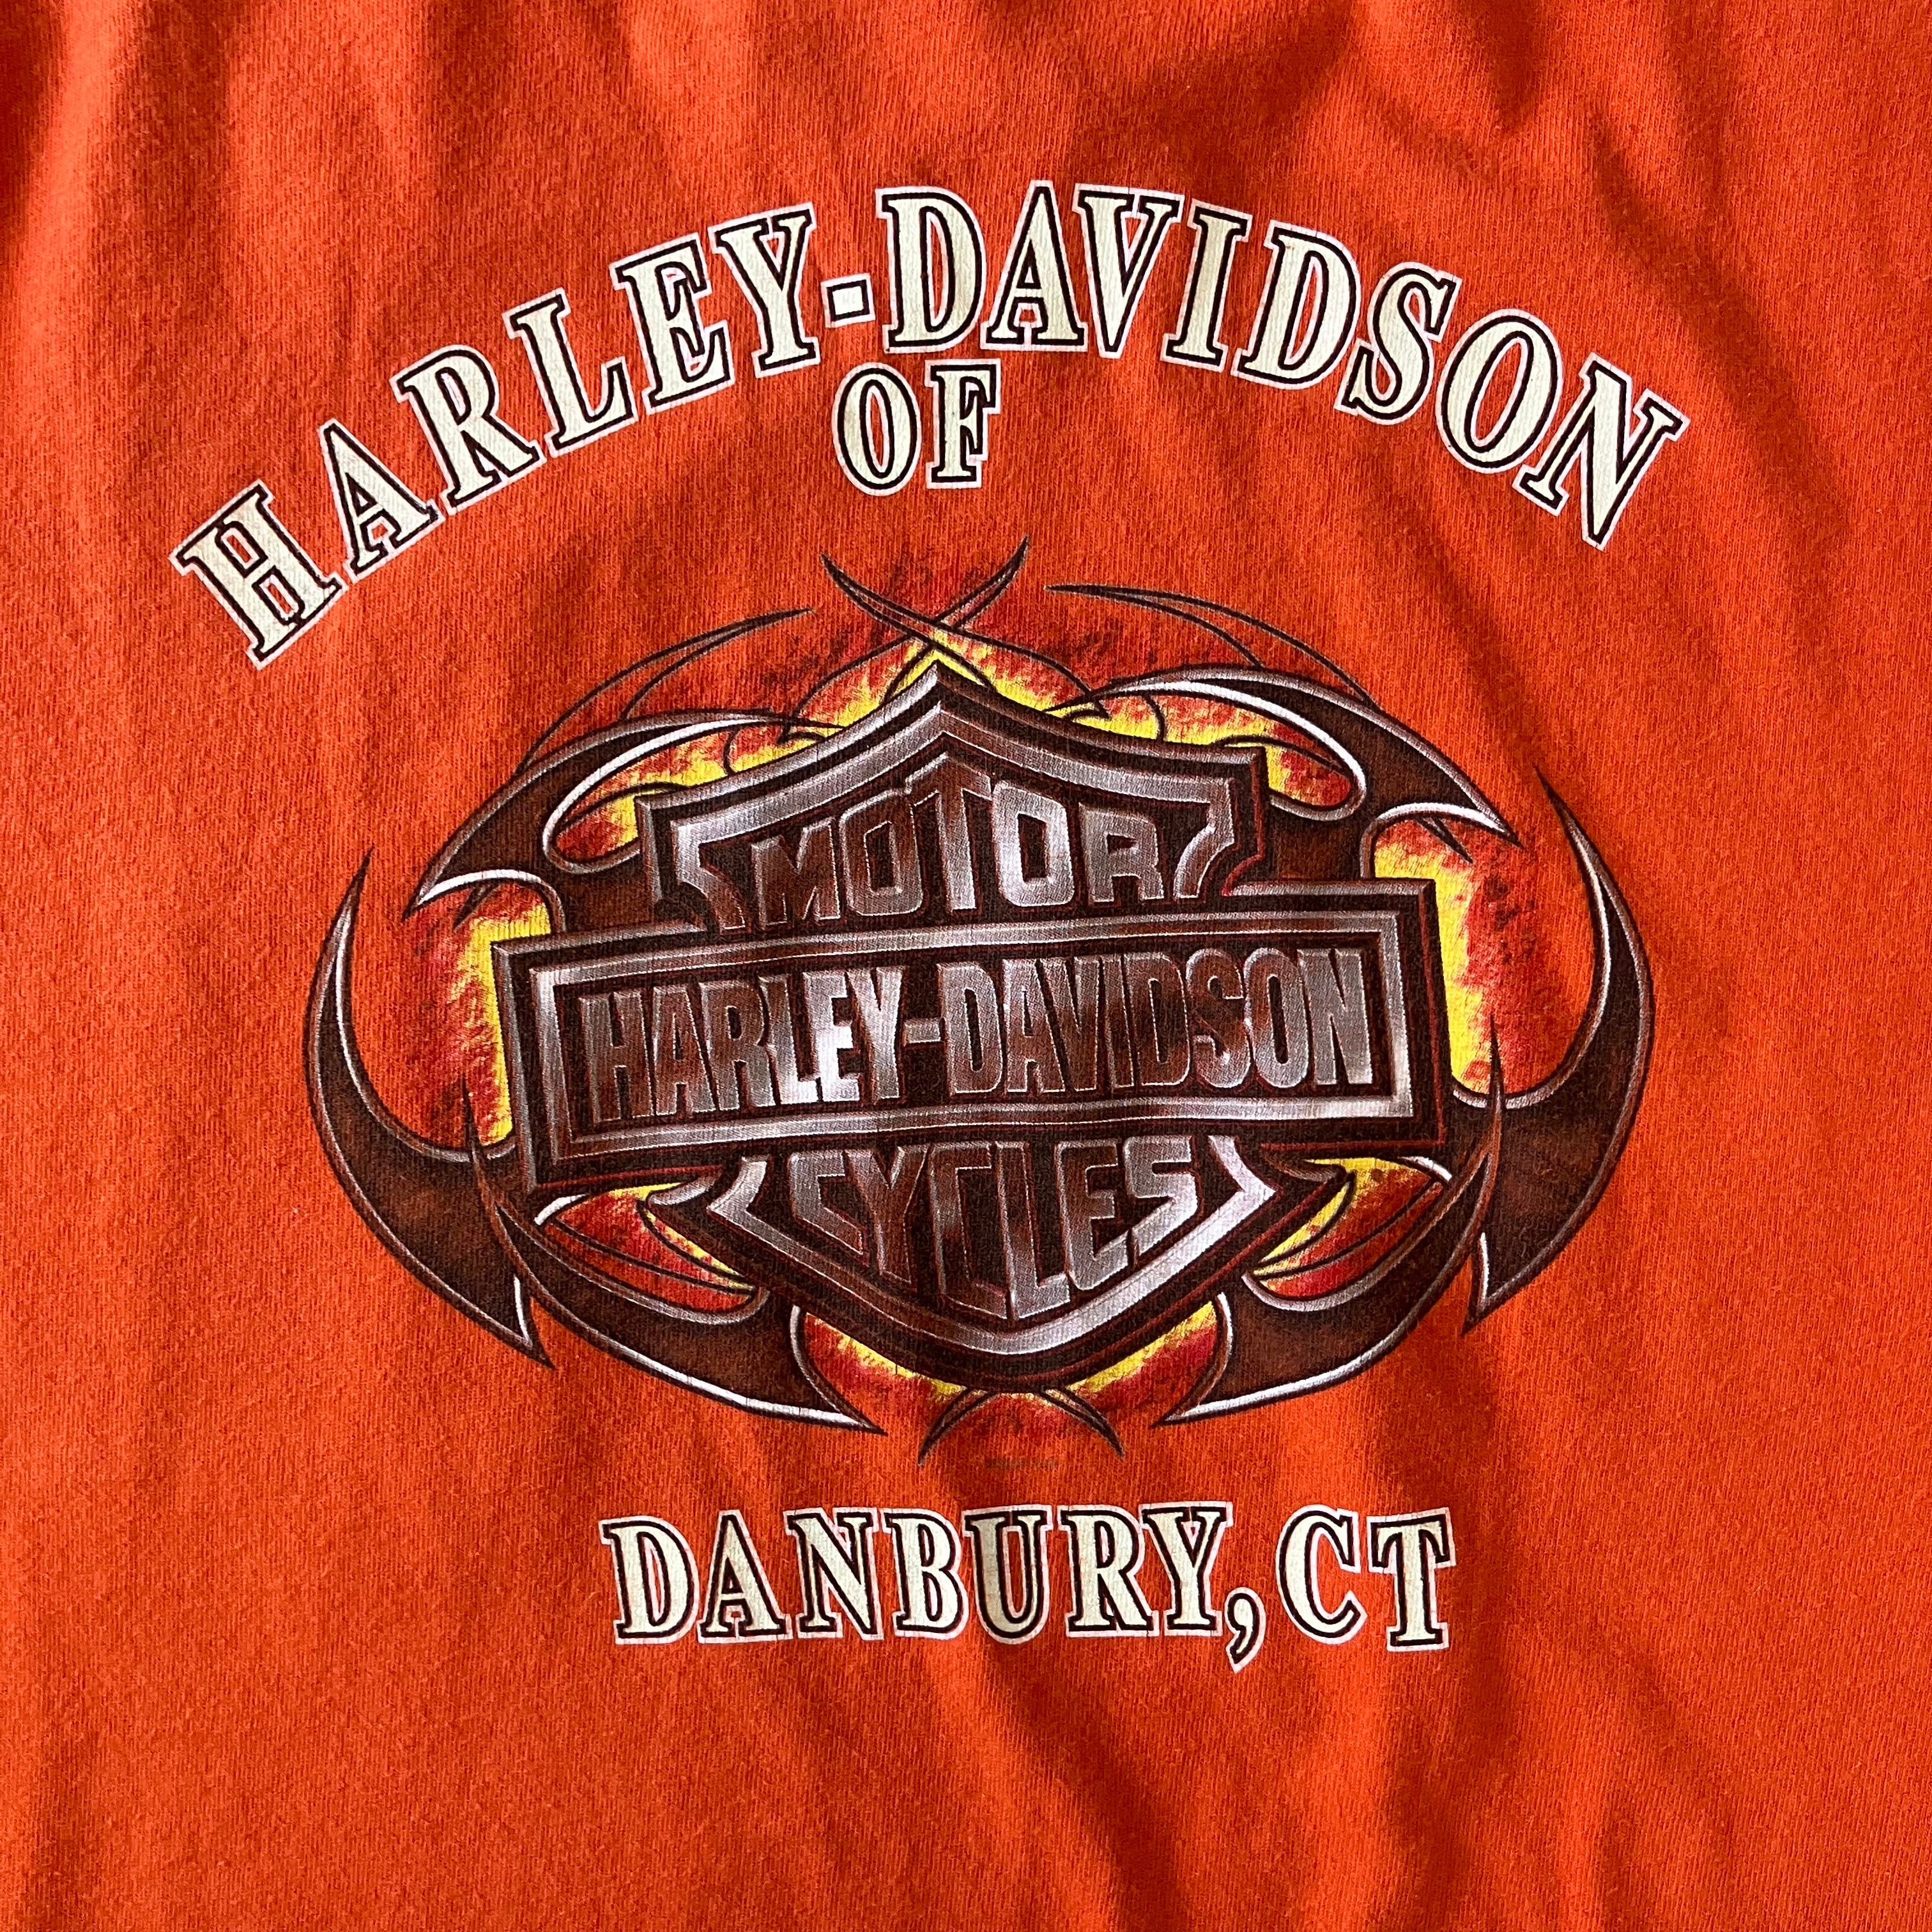 HARLEY-DAVIDSON
OF
MOTOR
HARLEY-DAVIDSON
CYCLES
DANBURY, CT